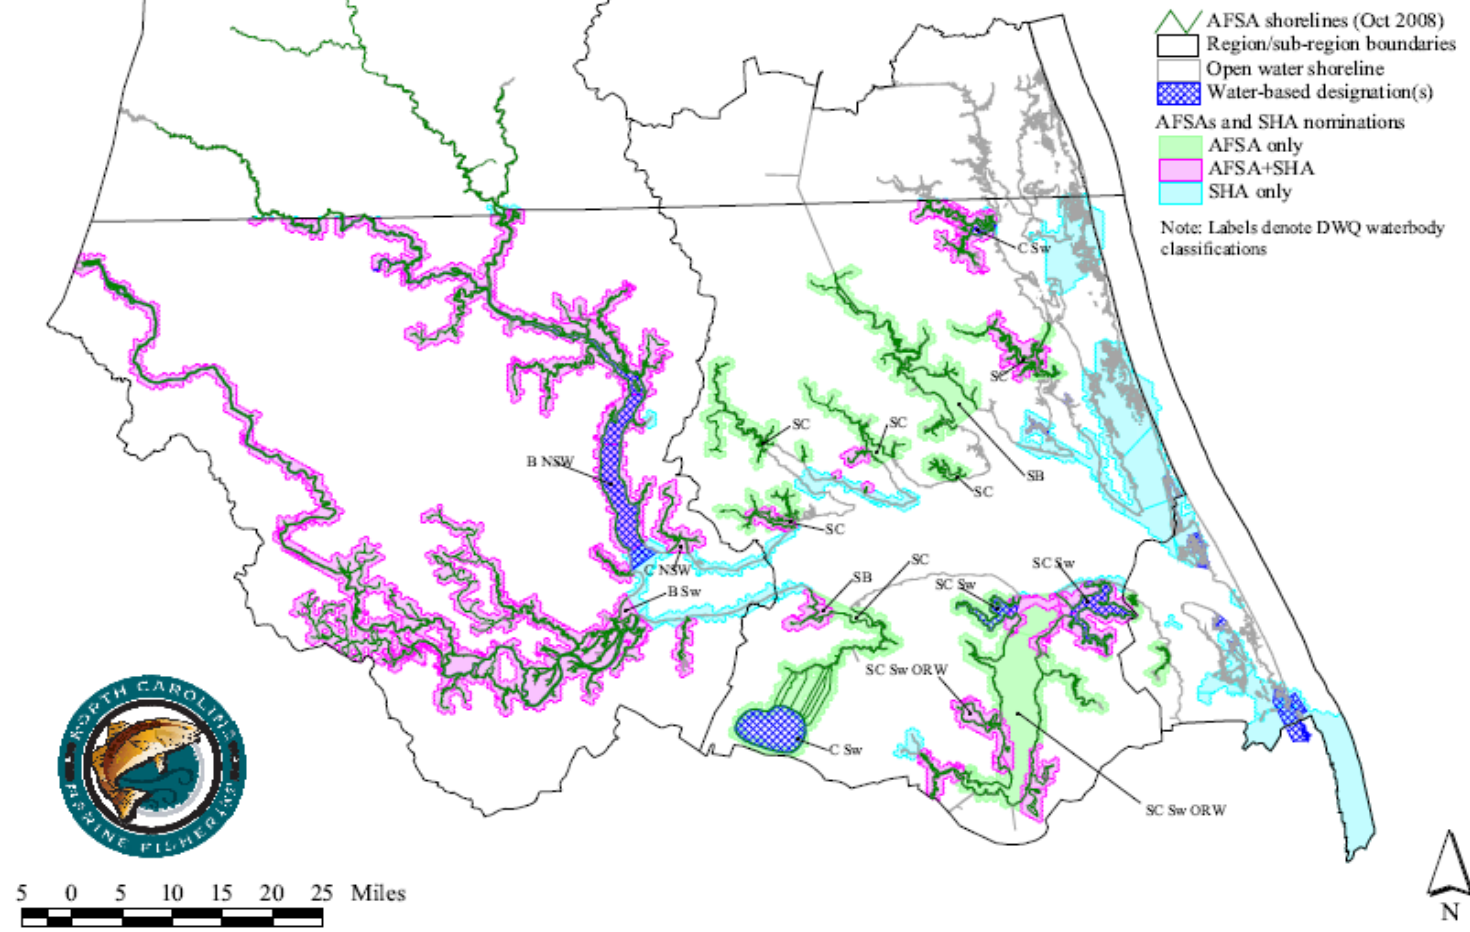 AFSA shorelines (Oct 2008)
Region/sub-region boundaries
Open water shoreline
Water-based designation(s)
AFSAs and SHA nominations
AFSA only
AFSA+SHA
SHA only
Note: Labels denote DWQ waterbody
classifications
C Sw
SC
SC
SC
B NSW
SB
SC
SC
C NSW
SC
SC Sw
SB
SC Sw
B Sw
SC Sw ORW
C Sw
SC Sw ORW
NORTH CAROLINA
MARINE FISHERIES
5 0 5 10 15 20 25 Miles
N